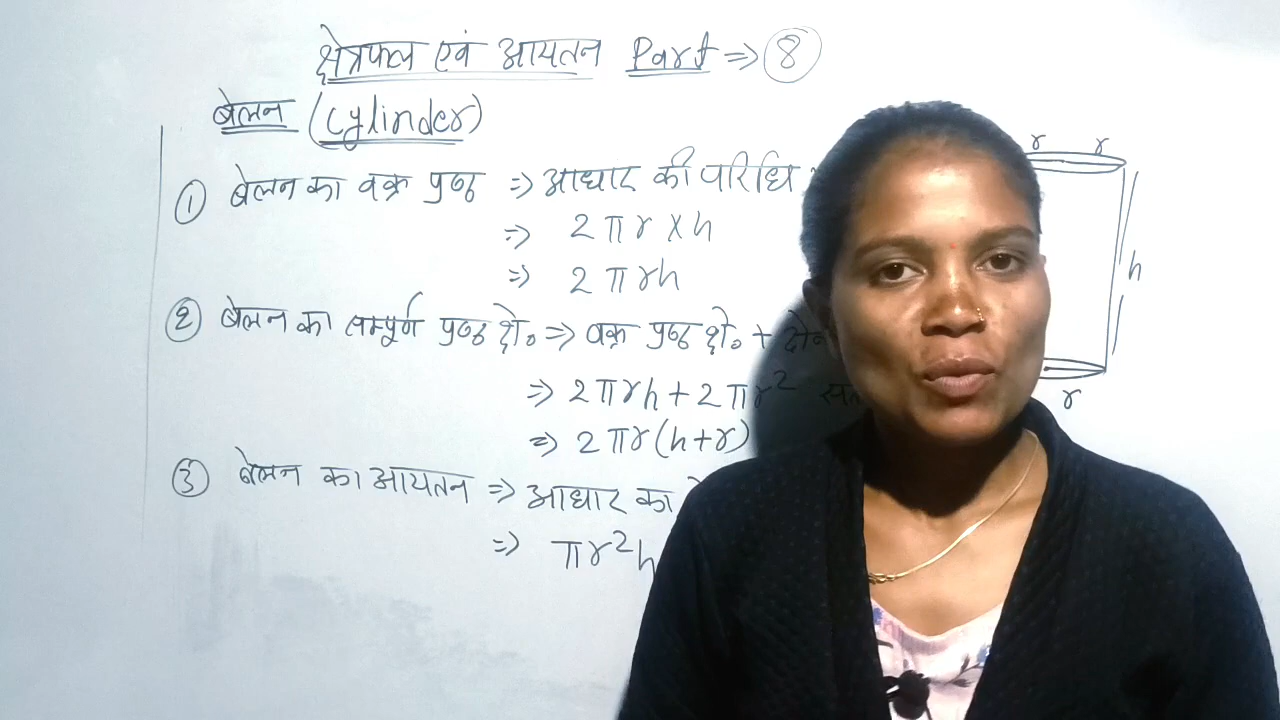 क्षेत्रफल एवं आयतन Part ⇒ 8
बेलन (Cylinder)
① बेलन का वक्र पृष्ठ ⇒ आधार की परिधि
⇒ 2πr×h
⇒ 2πrh
② बेलन का सम्पूर्ण पृष्ठ क्षे० ⇒ वक्र पृष्ठ क्षे० +
⇒ 2πrh + 2πr²
⇒ 2πr(h+r)
③ बेलन का आयतन ⇒ आधार का
⇒ πr²h
r r
h
r